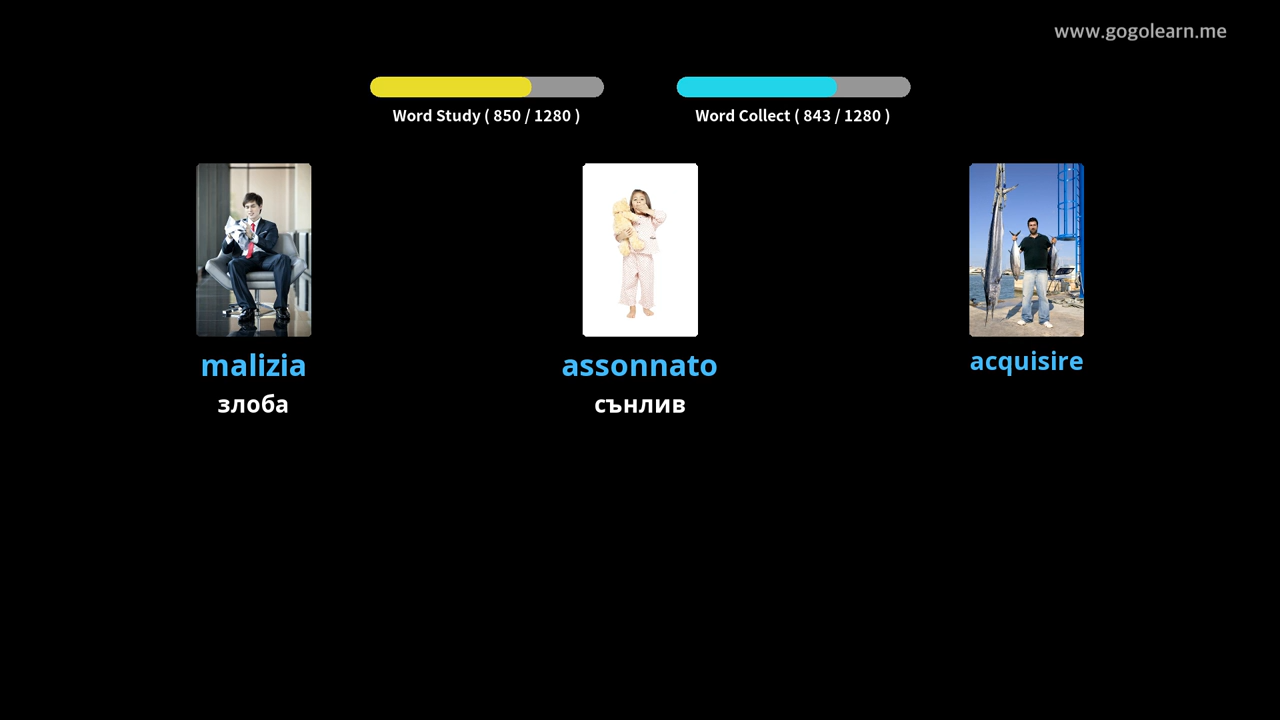 www.gogolearn.me
Word Study ( 850 / 1280 )
Word Collect ( 843 / 1280 )
malizia
злоба
assonnato
сънлив
acquisire